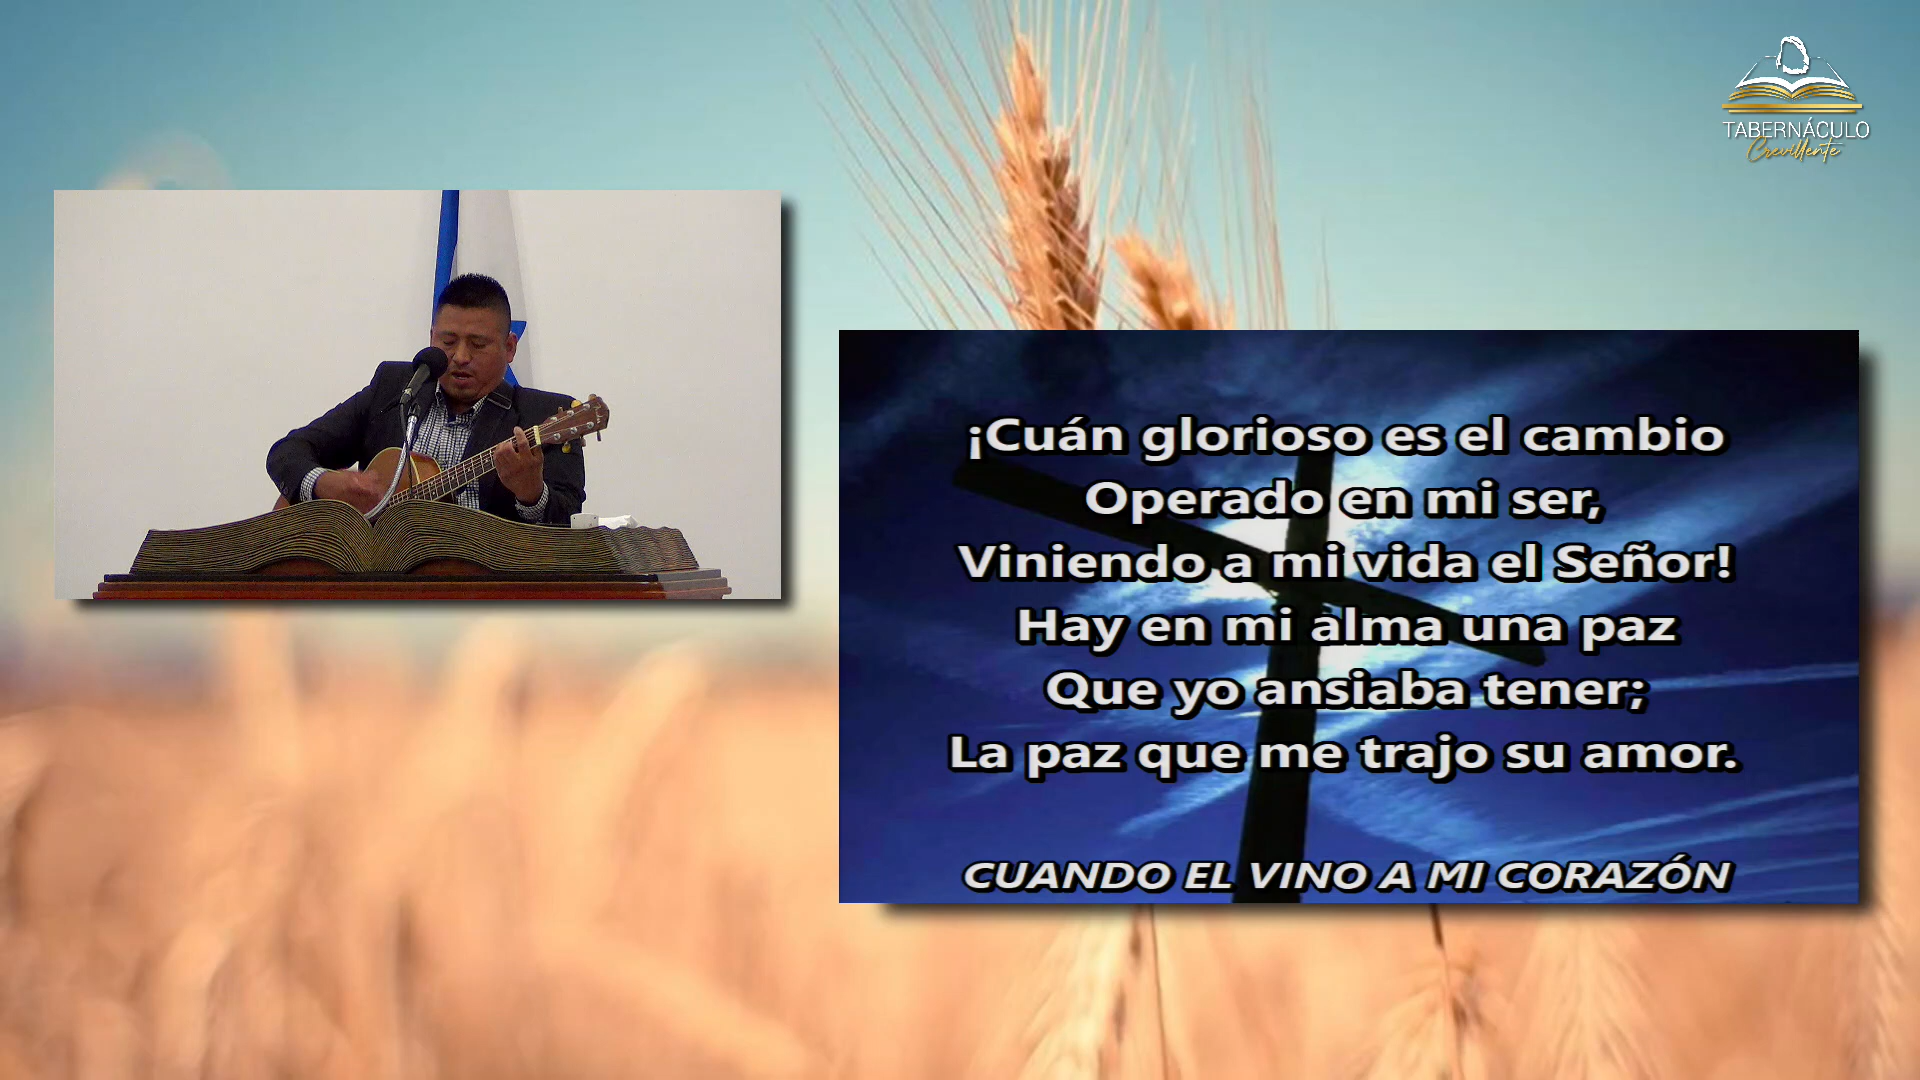 TABERNÁCULO
Crevillente
¡Cuán glorioso es el cambio
Operado en mi ser,
Viniendo a mi vida el Señor!
Hay en mi alma una paz
Que yo ansiaba tener;
La paz que me trajo su amor.
CUANDO EL VINO A MI CORAZÓN